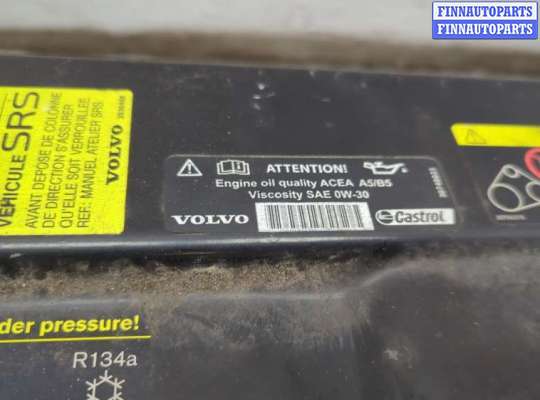 FINNAUTOPARTS
FINNAUTOPARTS
VEHICULE SRS
AVANT DEPOSE DE COLONNE
DE DIRECTION S'ASSURER
QU'ELLE SOIT VERROUILLEE
REF: MANUEL ATELIER SRS
VOLVO
ATTENTION!
Engine oil quality ACEA A5/B5
Viscosity SAE 0W-30
VOLVO
Castrol
der pressure!
R134a